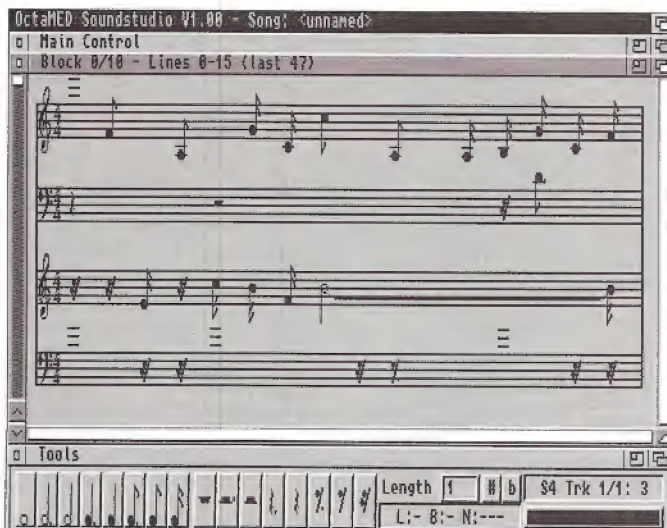 OctaMED Soundstudio V1.00 - Song: <unnamed>
Main Control
Block 0/10 - Lines 0-15 (last 47)
Tools
Length 1 # b S4 Trk 1/1: 3
L:- B:- N:---